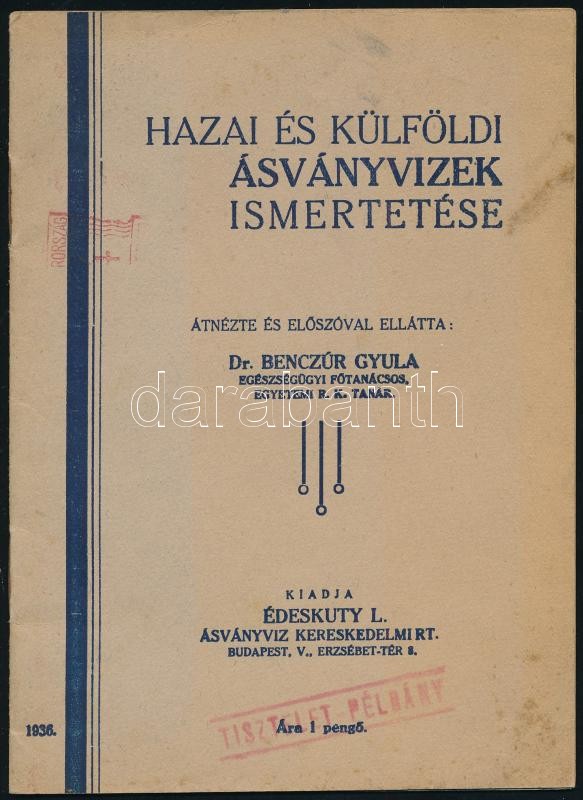 HAZAI ÉS KÜLFÖLDI
ÁSVÁNYVIZEK
ISMERTETÉSE
RORSZÁG
ÁTNÉZTE ÉS ELŐSZÓVAL ELLÁTTA:
Dr. BENCZÚR GYULA
EGÉSZSÉGÜGYI FŐTANÁCSOS,
EGYETEMI R. K. TANÁR.
darabanth
KIADJA
ÉDESKUTY L.
ÁSVÁNYVIZ KERESKEDELMI RT.
BUDAPEST, V., ERZSÉBET-TÉR 8.
TISZTELET PÉLDÁNY
1936.
Ára 1 pengő.